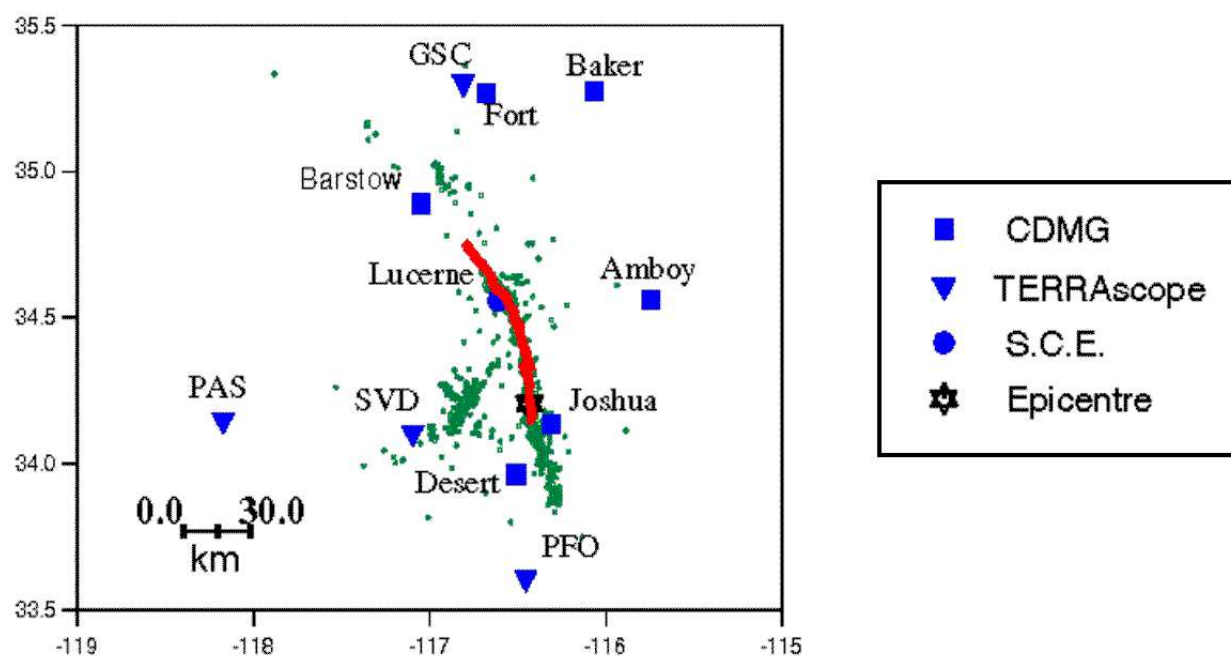 35.5
GSC
Baker
Fort
35.0
Barstow
Lucerne
Amboy
34.5
PAS
SVD
Joshua
34.0
Desert
0.0 30.0
km
PFO
33.5
-119 -118 -117 -116 -115
CDMG
TERRAscope
S.C.E.
Epicentre